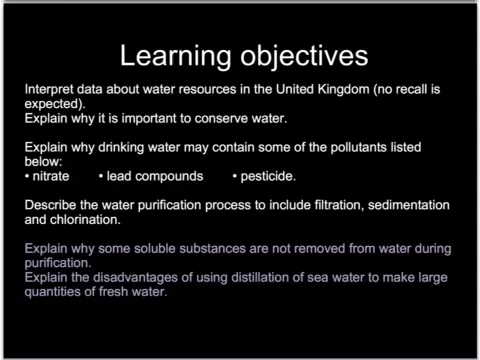 Learning objectives
Interpret data about water resources in the United Kingdom (no recall is
expected).
Explain why it is important to conserve water.
Explain why drinking water may contain some of the pollutants listed
below:
• nitrate • lead compounds • pesticide.
Describe the water purification process to include filtration, sedimentation
and chlorination.
Explain why some soluble substances are not removed from water during
purification.
Explain the disadvantages of using distillation of sea water to make large
quantities of fresh water.